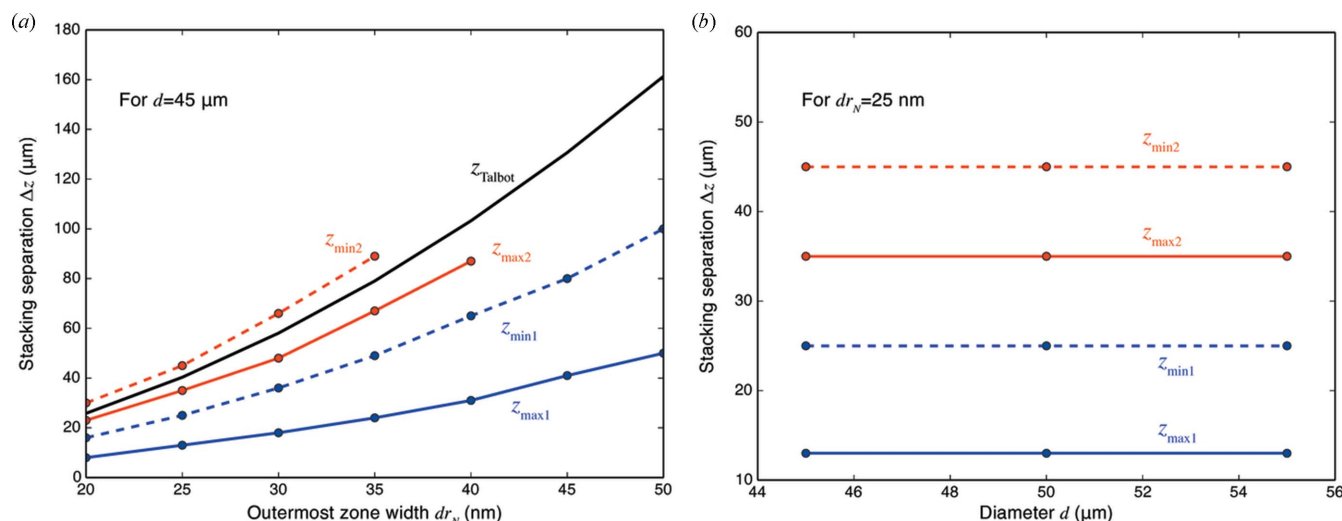 (a)
180
160
140
120
100
80
60
40
20
0
Stacking separation Δz (μm)
For d=45 μm
z_Talbot
z_min2
z_max2
z_min1
z_max1
20 25 30 35 40 45 50
Outermost zone width dr_N (nm)
(b)
60
50
40
30
20
10
Stacking separation Δz (μm)
For dr_N=25 nm
z_min2
z_max2
z_min1
z_max1
44 46 48 50 52 54 56
Diameter d (μm)